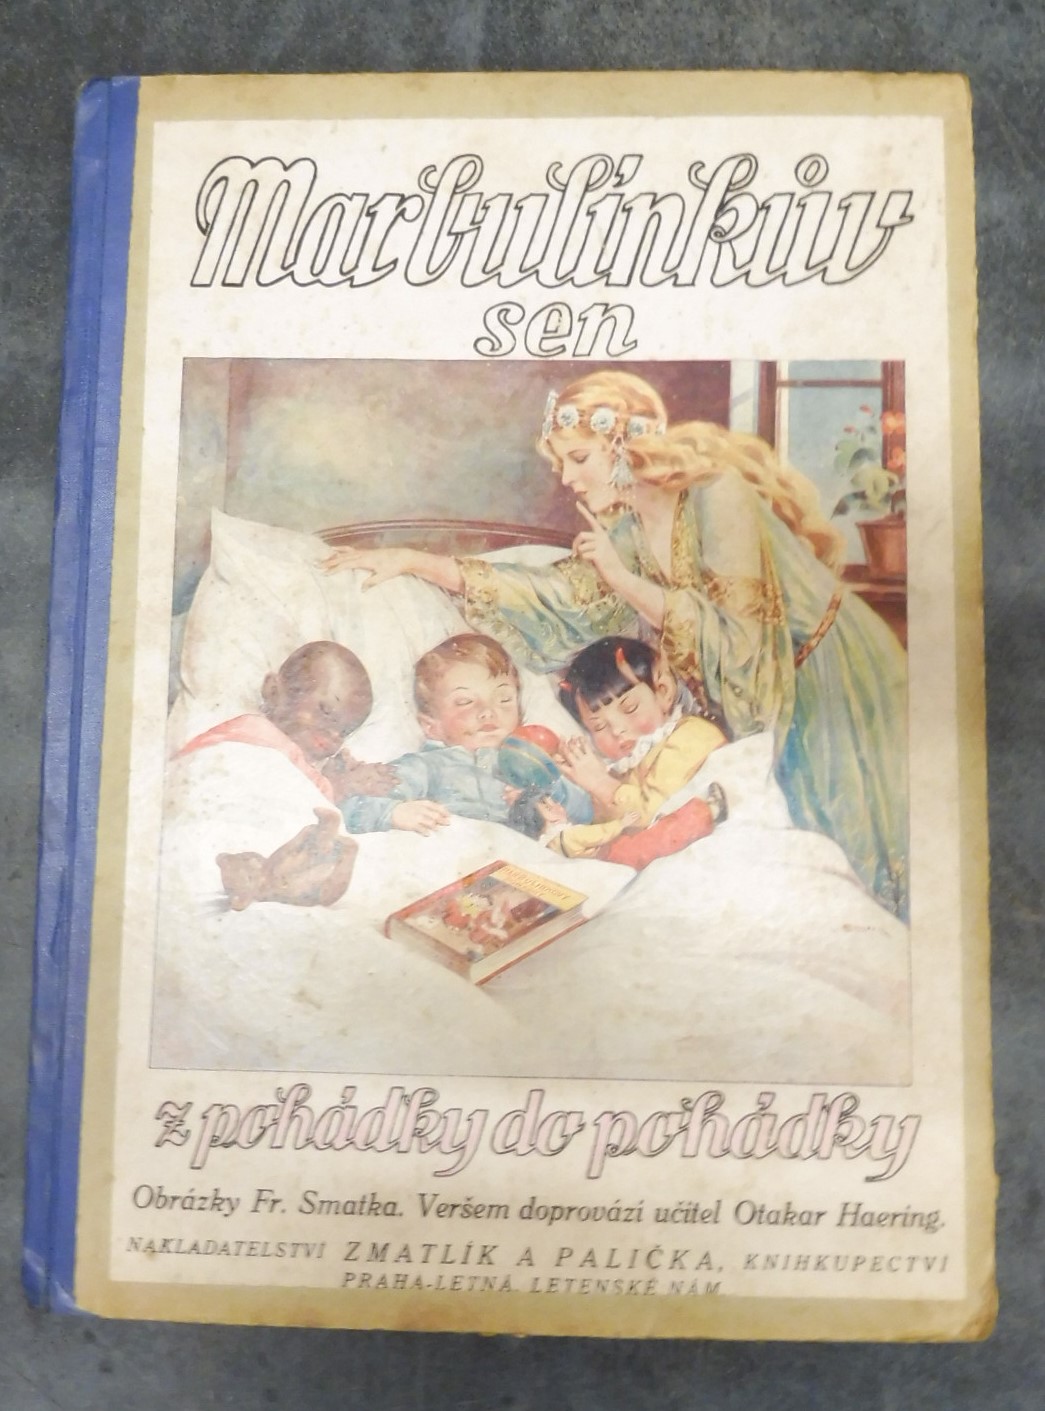 Marbulínkův
sen
z pohádky do pohádky
Obrázky Fr. Smatka. Veršem doprovází učitel Otakar Haering.
NAKLADATELSTVÍ ZMATLÍK A PALIČKA, KNIHKUPECTVÍ
PRAHA-LETNÁ, LETENSKÉ NÁM.